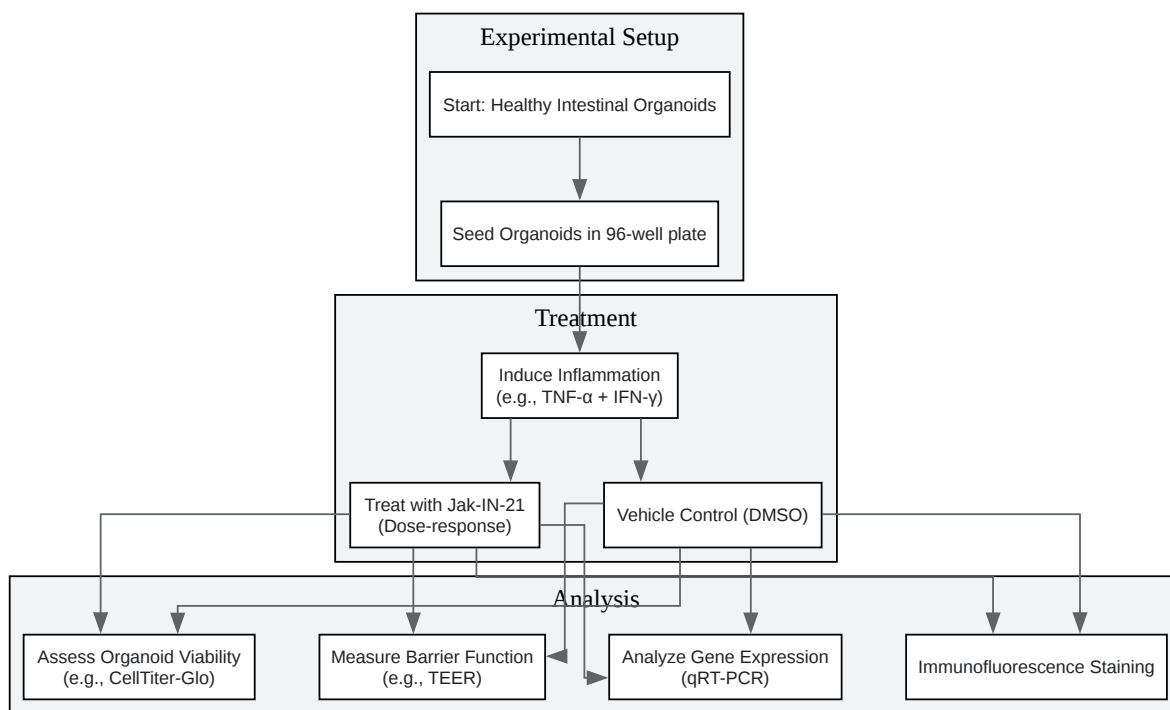 Experimental Setup
Start: Healthy Intestinal Organoids
Seed Organoids in 96-well plate
Treatment
Induce Inflammation
(e.g., TNF-α + IFN-γ)
Treat with Jak-IN-21
(Dose-response)
Vehicle Control (DMSO)
Analysis
Assess Organoid Viability
(e.g., CellTiter-Glo)
Measure Barrier Function
(e.g., TEER)
Analyze Gene Expression
(qRT-PCR)
Immunofluorescence Staining